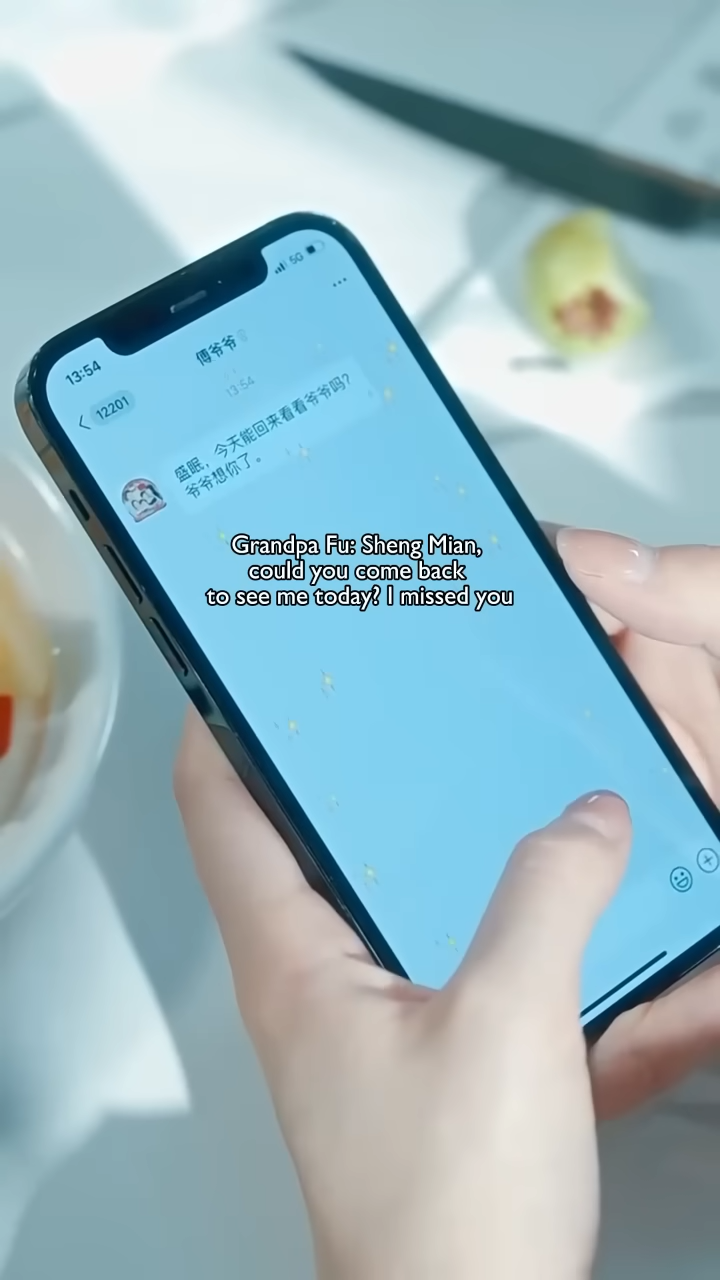 5G
13:54
傅爷爷
12201
13:54
盛眠，今天能回来看看爷爷吗？
爷爷想你了。
Grandpa Fu: Sheng Mian,
could you come back
to see me today? I missed you